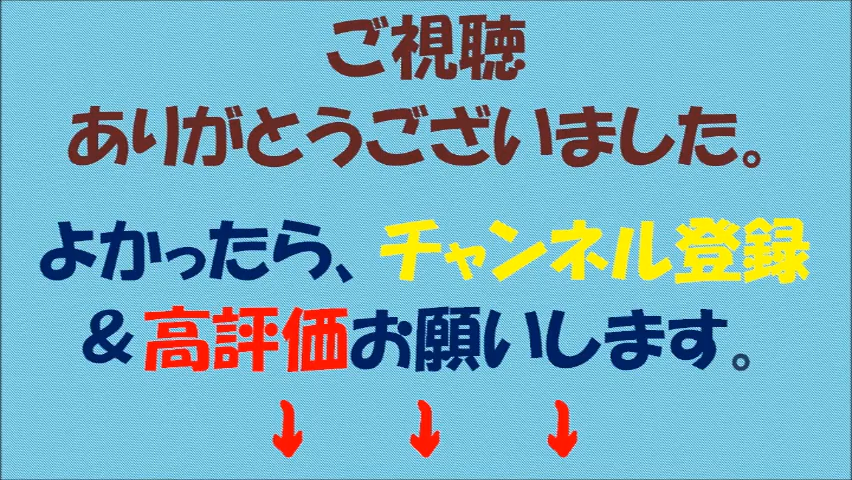 ご視聴
ありがとうございました。
よかったら、チャンネル登録
＆高評価お願いします。
↓ ↓ ↓